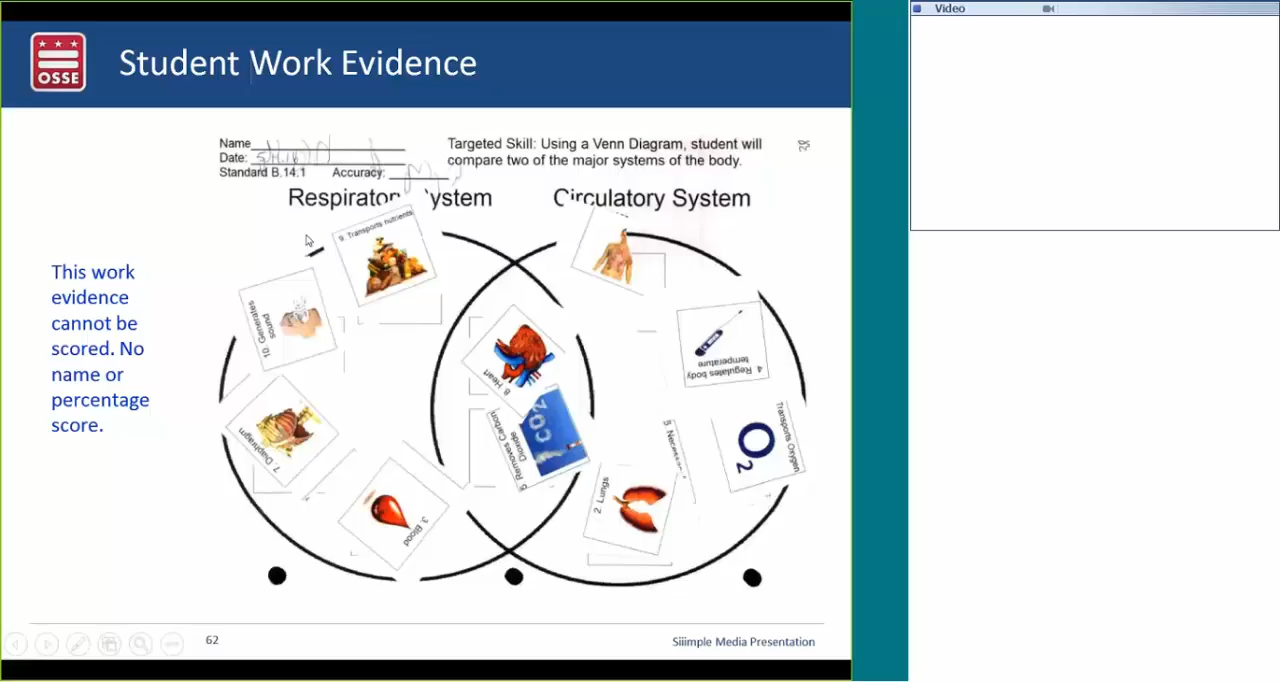 Video
OSSE
Student Work Evidence
Name
Date:
Standard B.14.1 Accuracy:
Targeted Skill: Using a Venn Diagram, student will
compare two of the major systems of the body.
Respirator ystem
Circulatory System
This work
evidence
cannot be
scored. No
name or
percentage
score.
9. Transports nutrients
10. Generates
sound
7. Diaphragm
3. Blood
8. Heart
CO2
Removes Carbon
Dioxide
4 Regulates body
temperature
Transports Oxygen
O2
2. Lungs
62
Siiimple Media Presentation